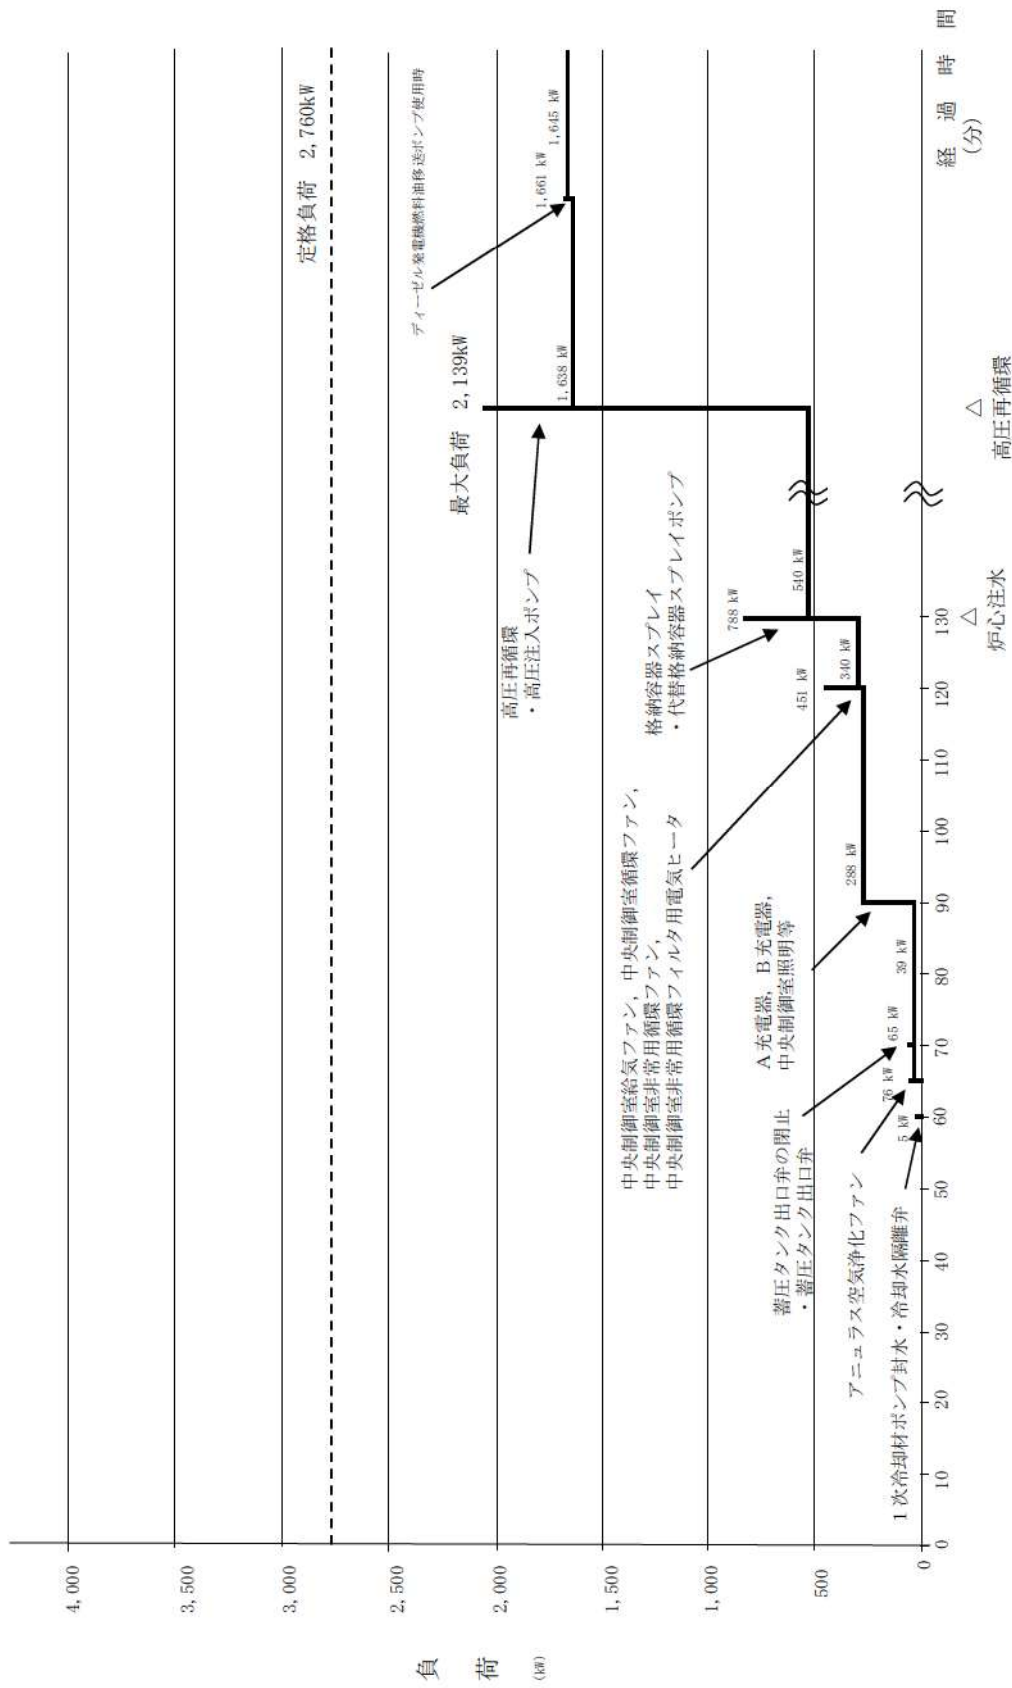 4,000
3,500
3,000
2,500
2,000
1,500
1,000
500
0
負 荷
(kW)
定格負荷 2,760kW
ディーゼル発電機燃料油移送ポンプ使用時
1,661 kW
1,645 kW
最大負荷 2,139kW
1,638 kW
高圧再循環
・高圧注入ポンプ
格納容器スプレイ
・代替格納容器スプレイポンプ
788 kW
540 kW
中央制御室給気ファン，中央制御室循環ファン，
中央制御室非常用循環ファン，
中央制御室非常用循環フィルタ用電気ヒータ
451 kW
340 kW
A充電器，B充電器，
中央制御室照明等
288 kW
蓄圧タンク出口弁の閉止
・蓄圧タンク出口弁
65 kW
39 kW
アニュラス空気浄化ファン
76 kW
1次冷却材ポンプ封水・冷却水隔離弁
5 kW
0
10
20
30
40
50
60
70
80
90
100
110
120
130
経 過 時 間
(分)
△
炉心注水
△
高圧再循環